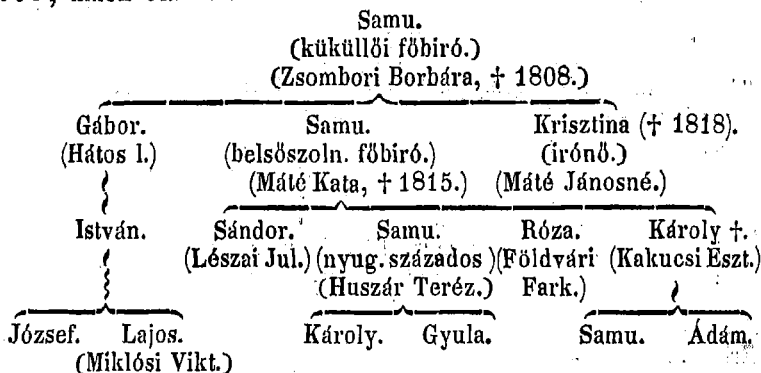 Samu.
(küküllői főbiró.)
(Zsombori Borbára, † 1808.)
Gábor. Samu. Krisztina († 1818).
(Hátos l.) (belsőszoln. főbiró.) (irónő.)
(Máté Kata, † 1815.) (Máté Jánosné.)
István. Sándor. Samu. Róza. Károly †.
(Lészai Jul.) (nyug. százados) (Földvári (Kakucsi Eszt.)
(Huszár Teréz.) Fark.)
József. Lajos. Károly. Gyula. Samu. Ádám.
(Miklósi Vikt.)